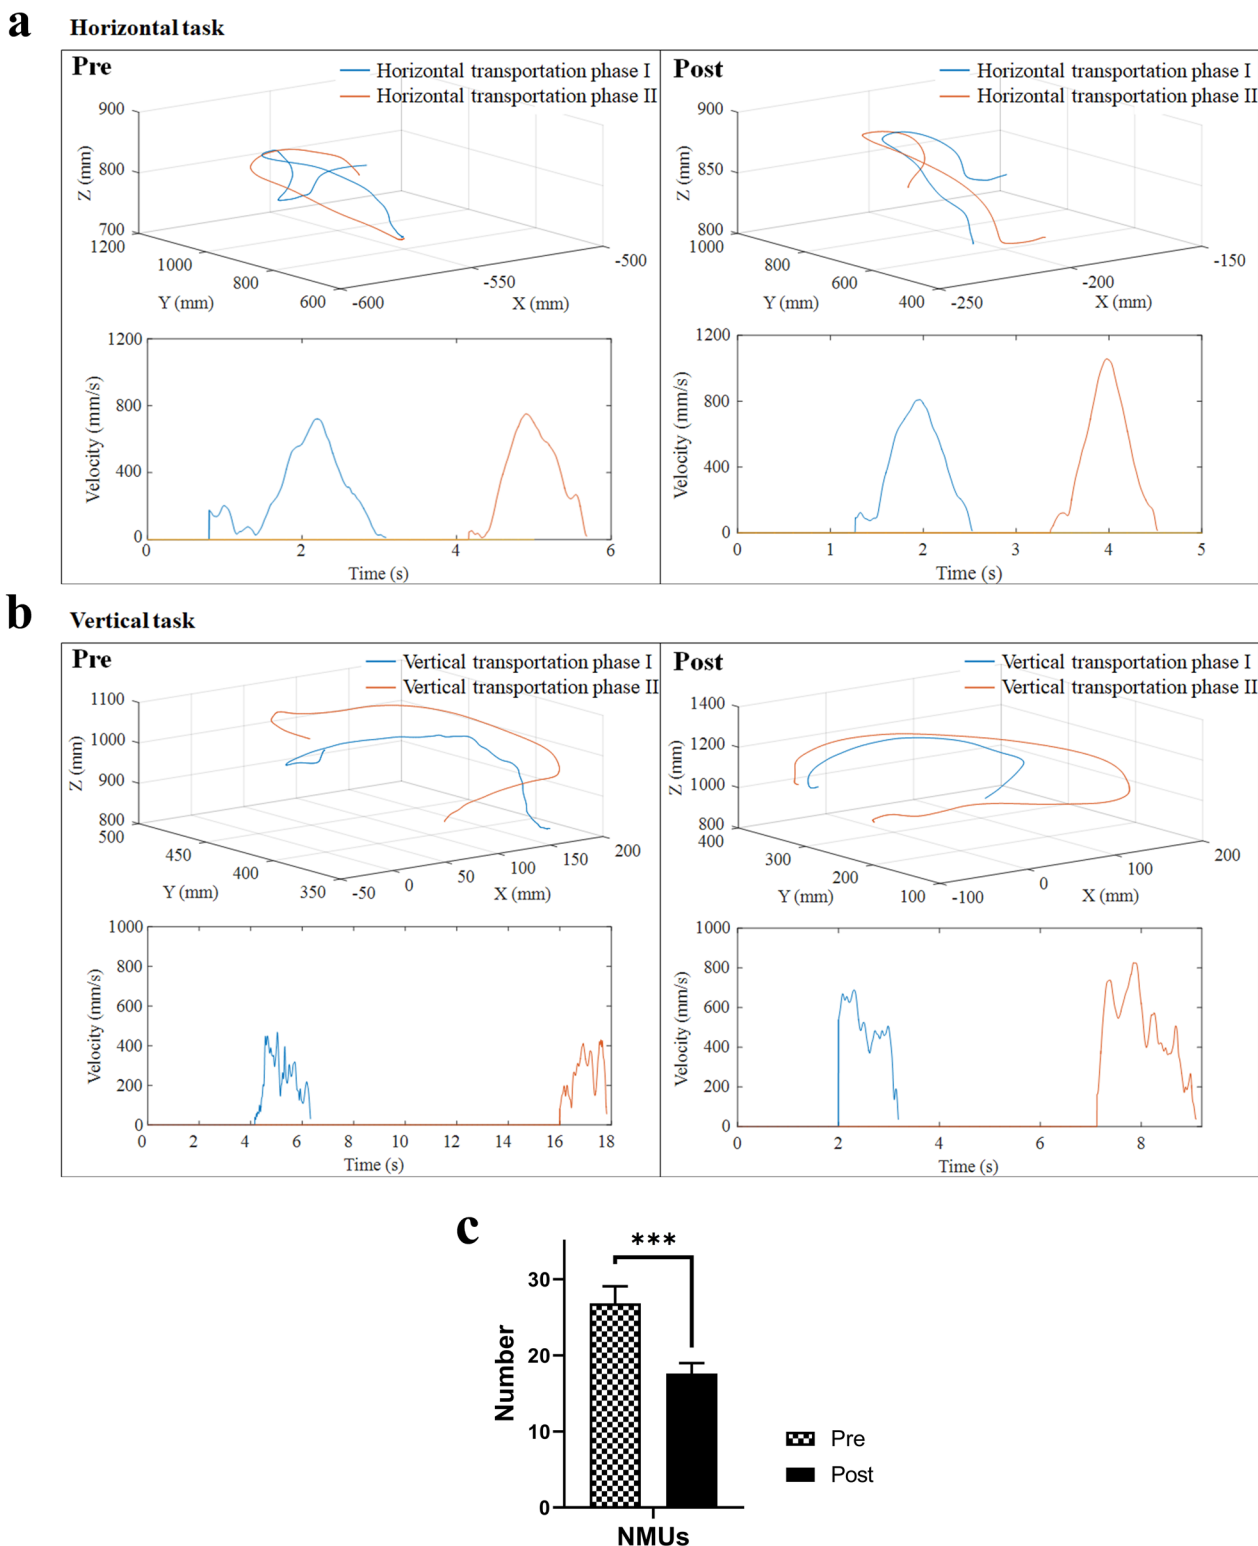 a
Horizontal task
Pre
Horizontal transportation phase I
Horizontal transportation phase II
900
800
700
Z (mm)
1200
1000
800
600
Y (mm)
-600
-550
-500
X (mm)
1200
800
400
0
Velocity (mm/s)
0 2 4 6
Time (s)
Post
Horizontal transportation phase I
Horizontal transportation phase II
900
850
800
Z (mm)
1000
800
600
400
Y (mm)
-250
-200
-150
X (mm)
1200
800
400
0
Velocity (mm/s)
0 1 2 3 4 5
Time (s)
b
Vertical task
Pre
Vertical transportation phase I
Vertical transportation phase II
1100
1000
900
800
Z (mm)
500
450
400
350
Y (mm)
-50
0
50
100
150
200
X (mm)
1000
800
600
400
200
0
Velocity (mm/s)
0 2 4 6 8 10 12 14 16 18
Time (s)
Post
Vertical transportation phase I
Vertical transportation phase II
1400
1200
1000
800
Z (mm)
400
300
200
100
Y (mm)
-100
0
100
200
X (mm)
1000
800
600
400
200
0
Velocity (mm/s)
0 2 4 6 8
Time (s)
c
***
30
20
10
0
Number
NMUs
Pre
Post